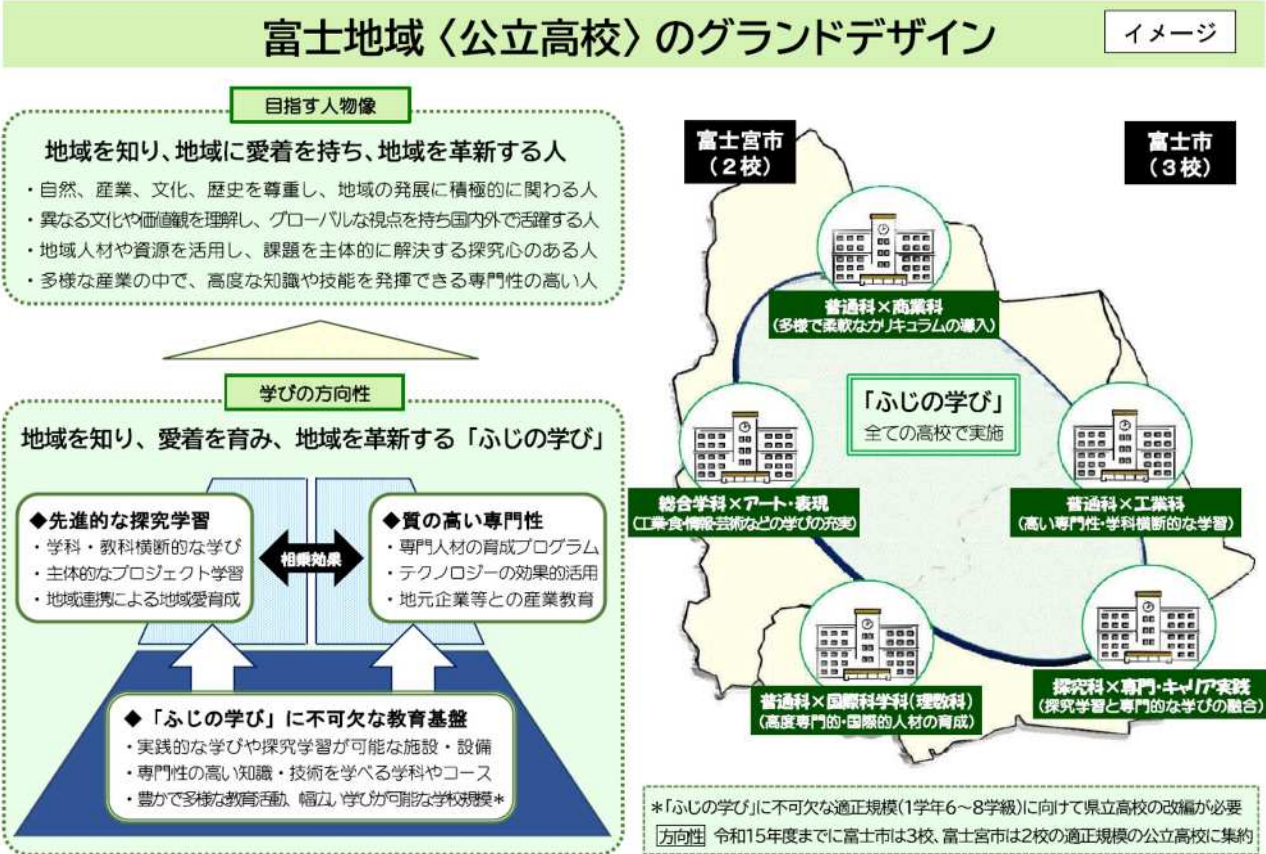 富士地域〈公立高校〉のグランドデザイン
イメージ
目指す人物像
地域を知り、地域に愛着を持ち、地域を革新する人
・自然、産業、文化、歴史を尊重し、地域の発展に積極的に関わる人
・異なる文化や価値観を理解し、グローバルな視点を持ち国内外で活躍する人
・地域人材や資源を活用し、課題を主体的に解決する探究心のある人
・多様な産業の中で、高度な知識や技能を発揮できる専門性の高い人
学びの方向性
地域を知り、愛着を育み、地域を革新する「ふじの学び」
◆先進的な探究学習
・学科・教科横断的な学び
・主体的なプロジェクト学習
・地域連携による地域愛育成
相乗効果
◆質の高い専門性
・専門人材の育成プログラム
・テクノロジーの効果的活用
・地元企業等との産業教育
◆「ふじの学び」に不可欠な教育基盤
・実践的な学びや探究学習が可能な施設・設備
・専門性の高い知識・技術を学べる学科やコース
・豊かで多様な教育活動、幅広い学びが可能な学校規模*
富士宮市
(2校)
富士市
(3校)
普通科×商業科
(多様で柔軟なカリキュラムの導入)
「ふじの学び」
全ての高校で実施
総合学科×アート・表現
(工業・食・情報・芸術などの学びの充実)
普通科×工業科
(高い専門性・学科横断的な学習)
普通科×国際科学科(理数科)
(高度専門的・国際的人材の育成)
探究科×専門・キャリア実践
(探究学習と専門的な学びの融合)
*「ふじの学び」に不可欠な適正規模(1学年6~8学級)に向けて県立高校の改編が必要
方向性 令和15年度までに富士市は3校、富士宮市は2校の適正規模の公立高校に集約